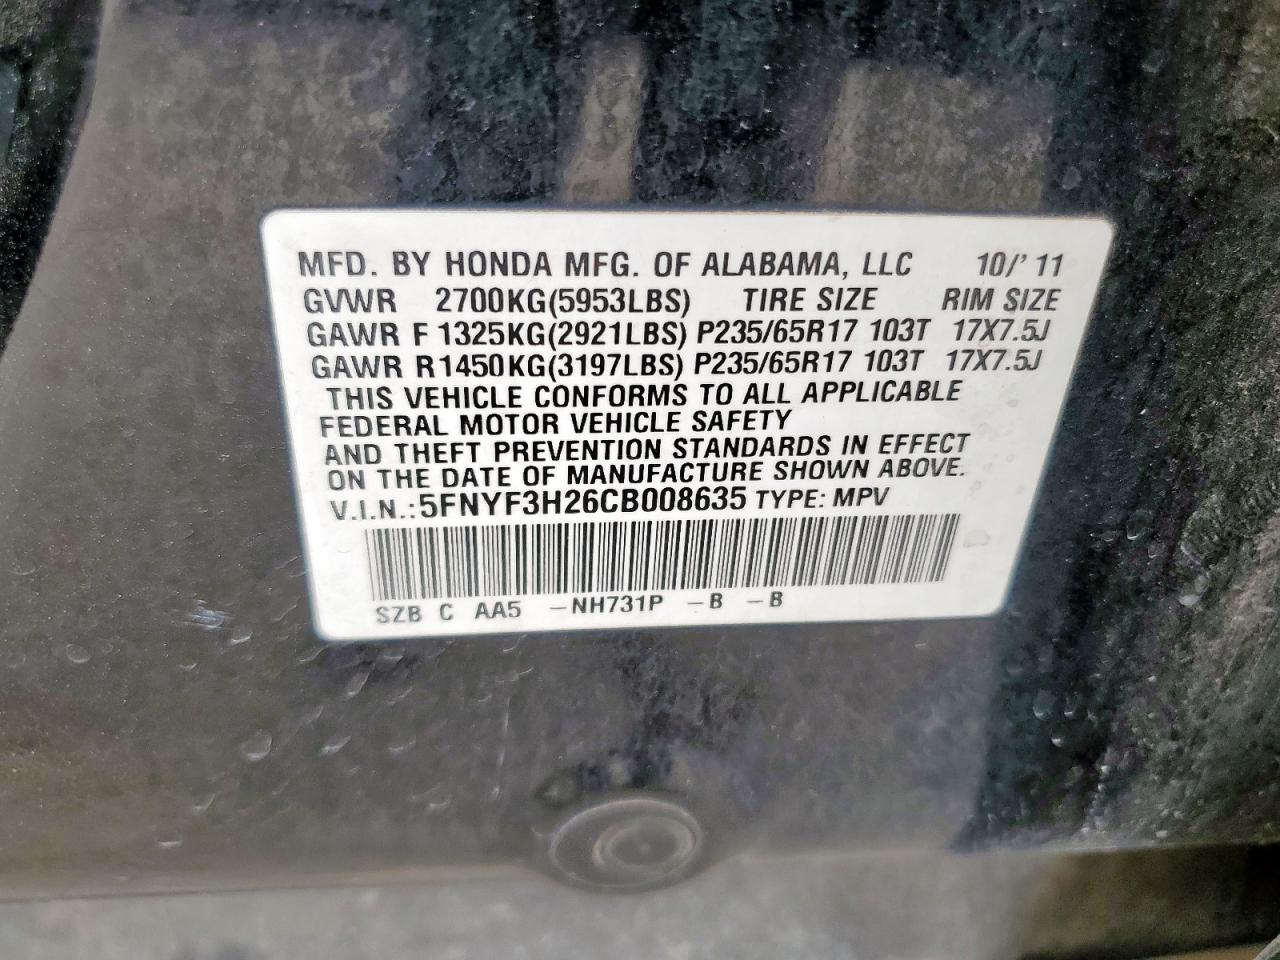 MFD. BY HONDA MFG. OF ALABAMA, LLC 10/' 11
GVWR 2700KG(5953LBS) TIRE SIZE RIM SIZE
GAWR F 1325KG(2921LBS) P235/65R17 103T 17X7.5J
GAWR R1450KG(3197LBS) P235/65R17 103T 17X7.5J
THIS VEHICLE CONFORMS TO ALL APPLICABLE
FEDERAL MOTOR VEHICLE SAFETY
AND THEFT PREVENTION STANDARDS IN EFFECT
ON THE DATE OF MANUFACTURE SHOWN ABOVE.
V.I.N.:5FNYF3H26CB008635 TYPE: MPV
SZB C AA5 -NH731P -B -B